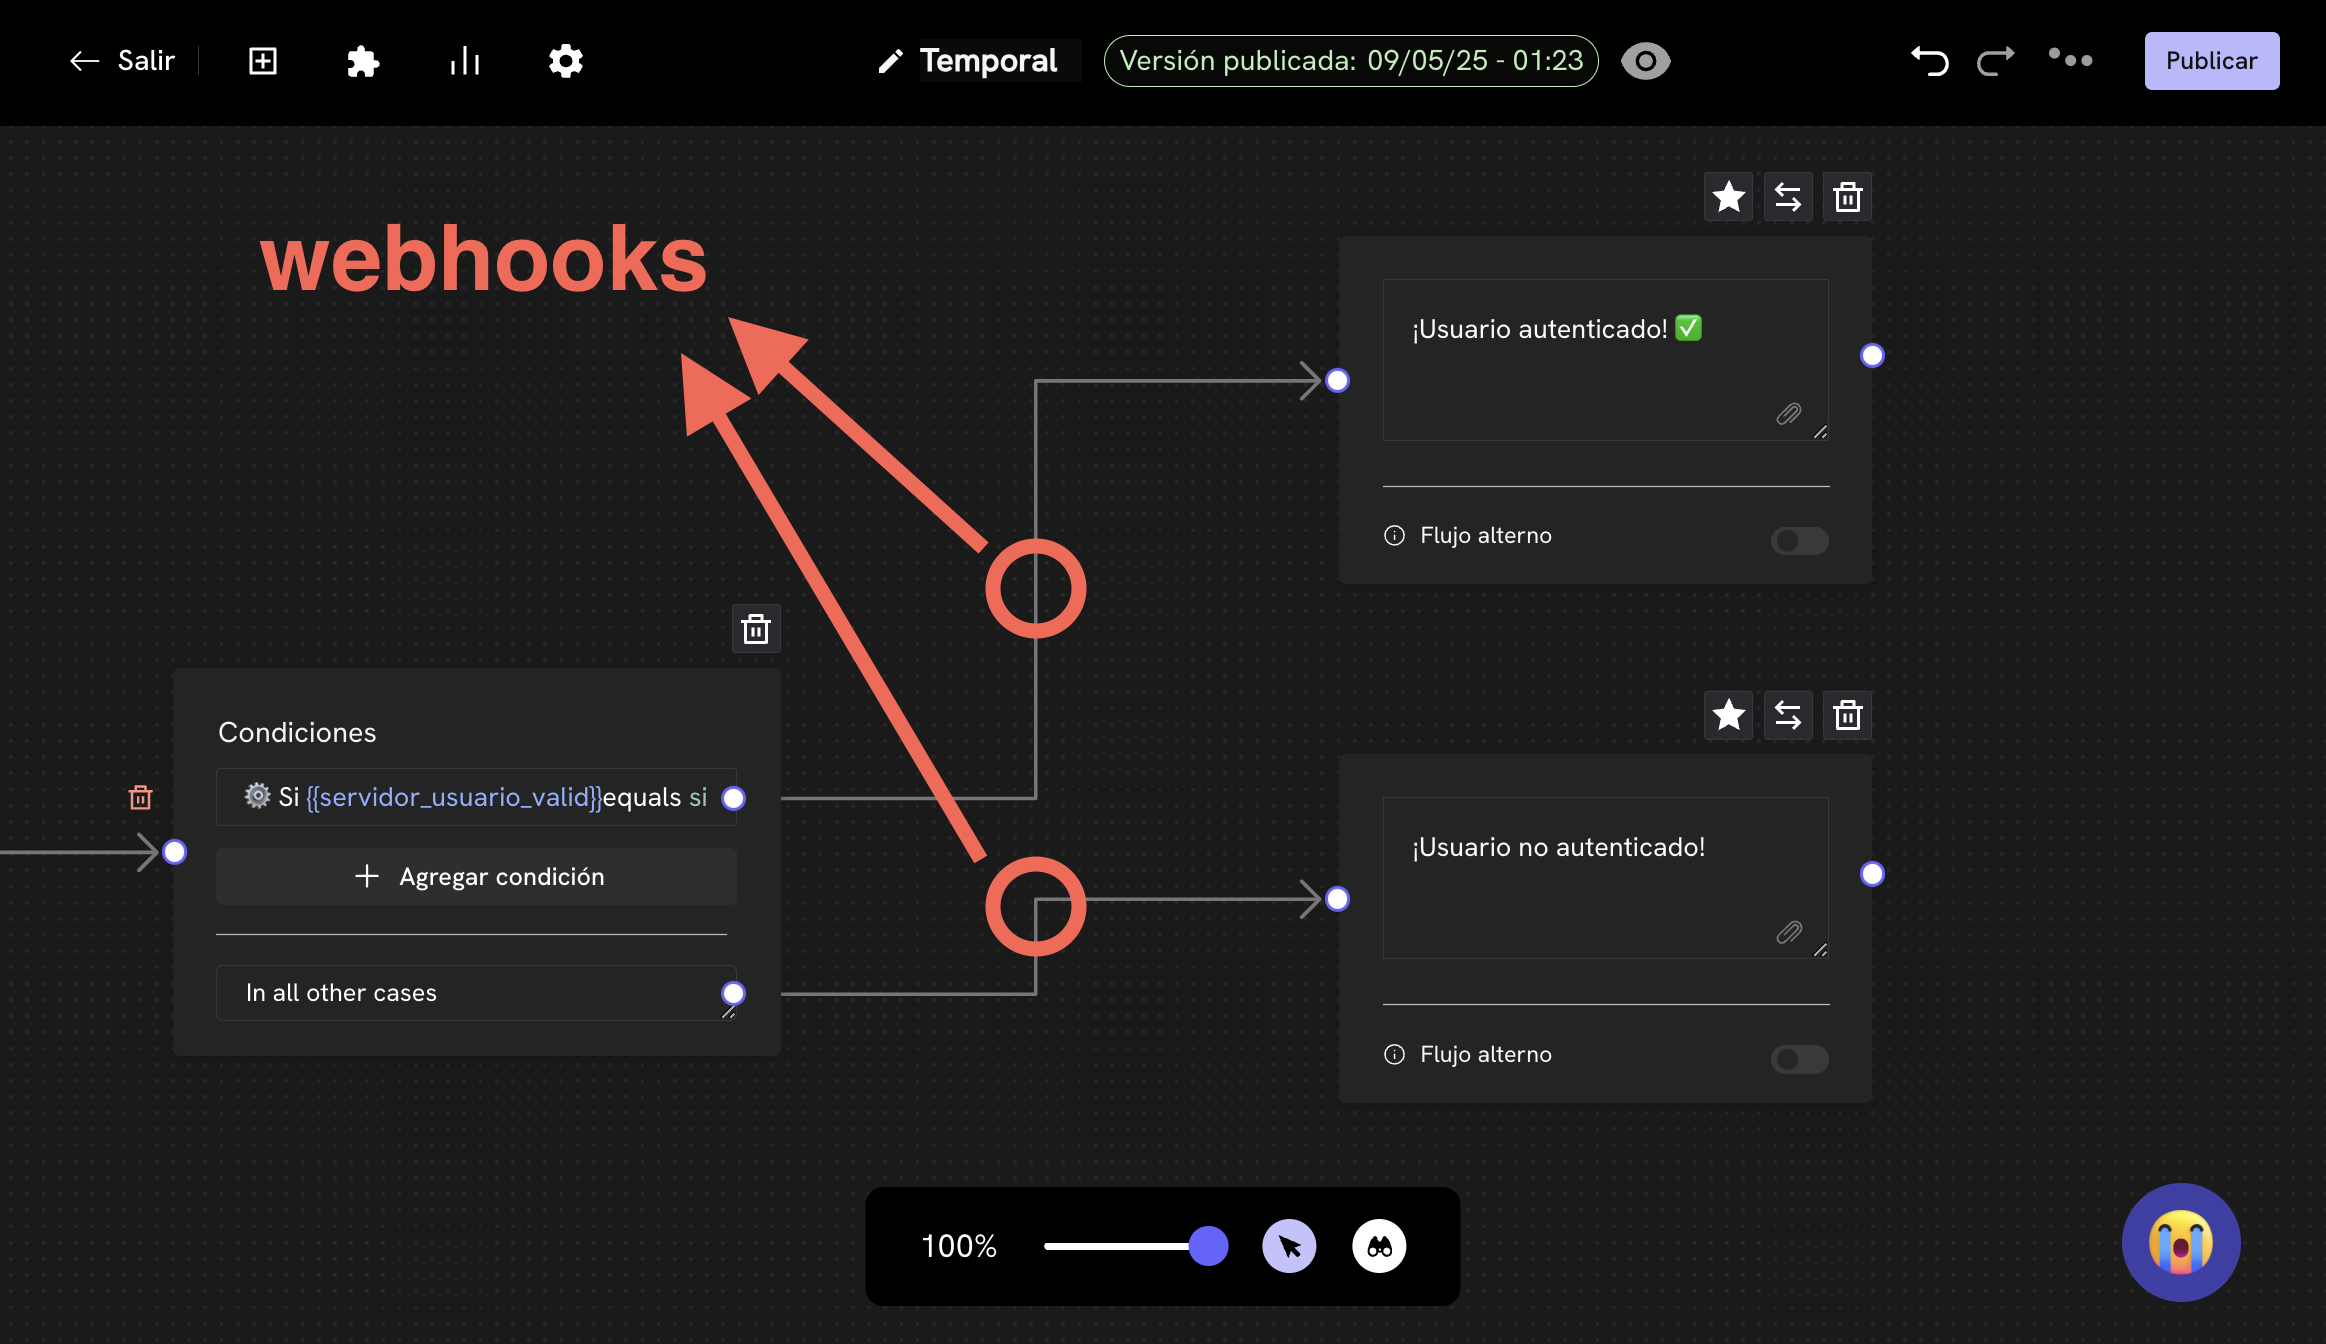 Salir
Temporal
Versión publicada: 09/05/25 - 01:23
Publicar
webhooks
¡Usuario autenticado! ✅
Flujo alterno
Condiciones
⚙️ Si {{servidor_usuario_valid}}equals si
Agregar condición
In all other cases
¡Usuario no autenticado!
Flujo alterno
100%